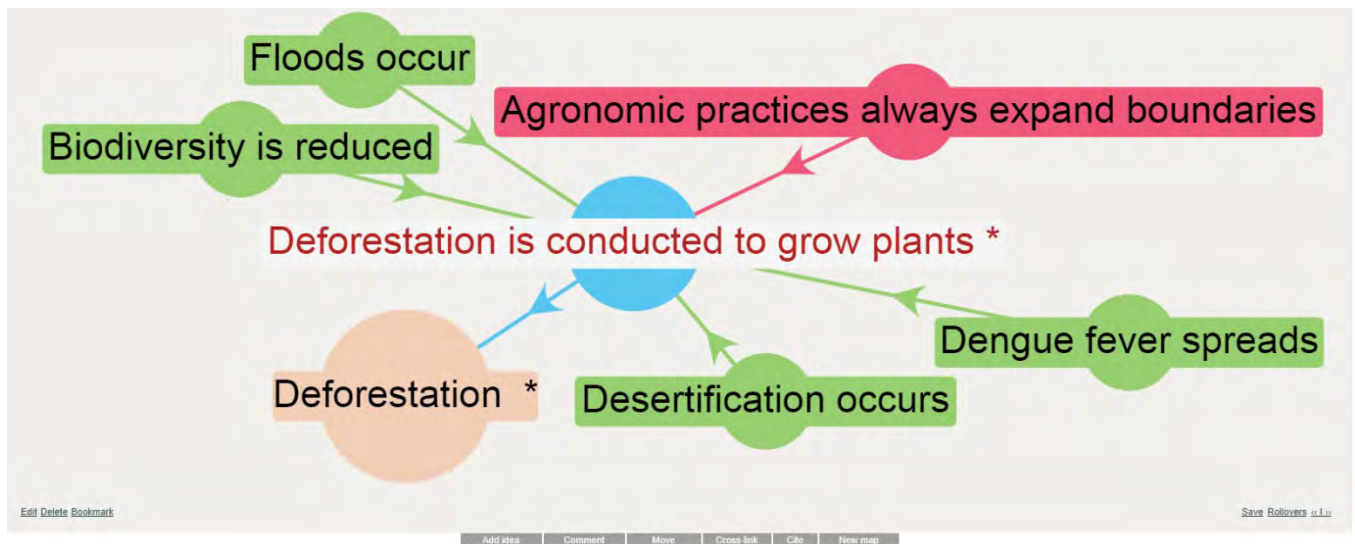 Floods occur
Agronomic practices always expand boundaries
Biodiversity is reduced
Deforestation is conducted to grow plants *
Dengue fever spreads
Deforestation *
Desertification occurs
Edit Delete Bookmark
Save Rollovers « I »
Add idea Comment Move Cross-link Cite New map